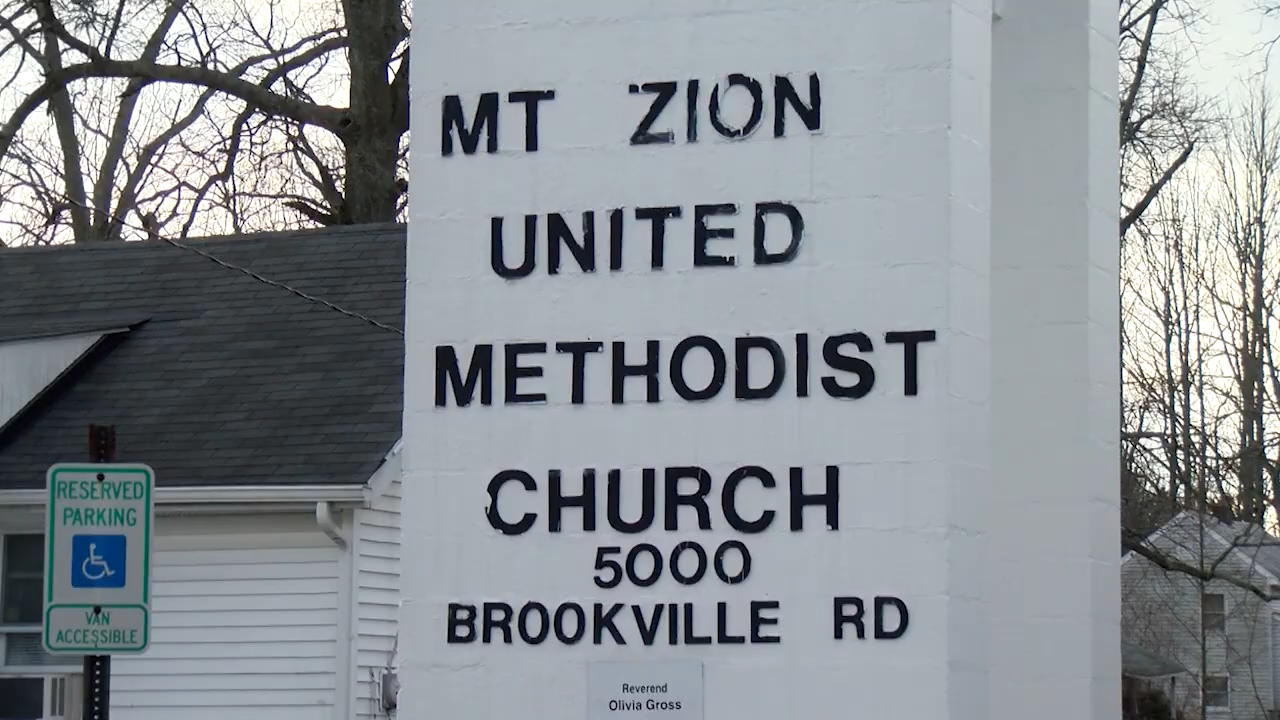 MT ZION
UNITED
METHODIST
CHURCH
5000
BROOKVILLE RD
Reverend
Olivia Gross
RESERVED
PARKING
VAN
ACCESSIBLE